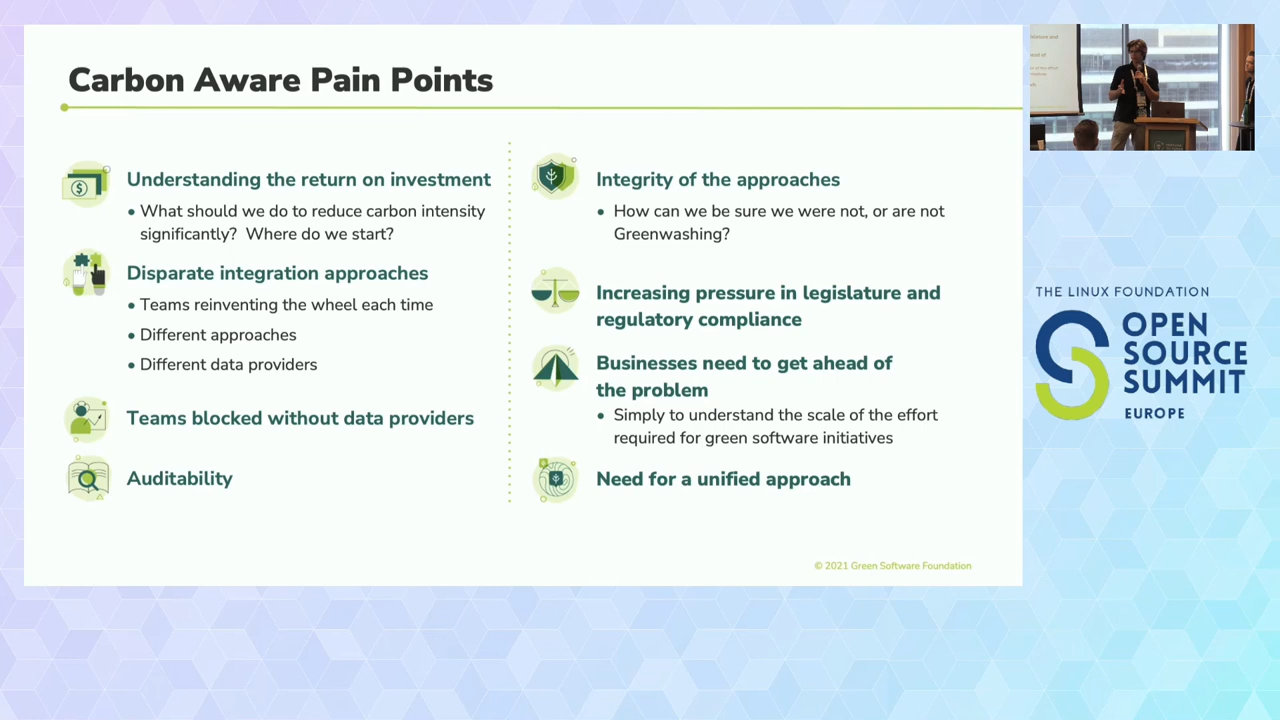 Carbon Aware Pain Points
Understanding the return on investment
• What should we do to reduce carbon intensity
significantly? Where do we start?
Disparate integration approaches
• Teams reinventing the wheel each time
• Different approaches
• Different data providers
Teams blocked without data providers
Auditability
Integrity of the approaches
• How can we be sure we were not, or are not
Greenwashing?
Increasing pressure in legislature and
regulatory compliance
Businesses need to get ahead of
the problem
• Simply to understand the scale of the effort
required for green software initiatives
Need for a unified approach
© 2021 Green Software Foundation
THE LINUX FOUNDATION
OPEN
SOURCE
SUMMIT
EUROPE